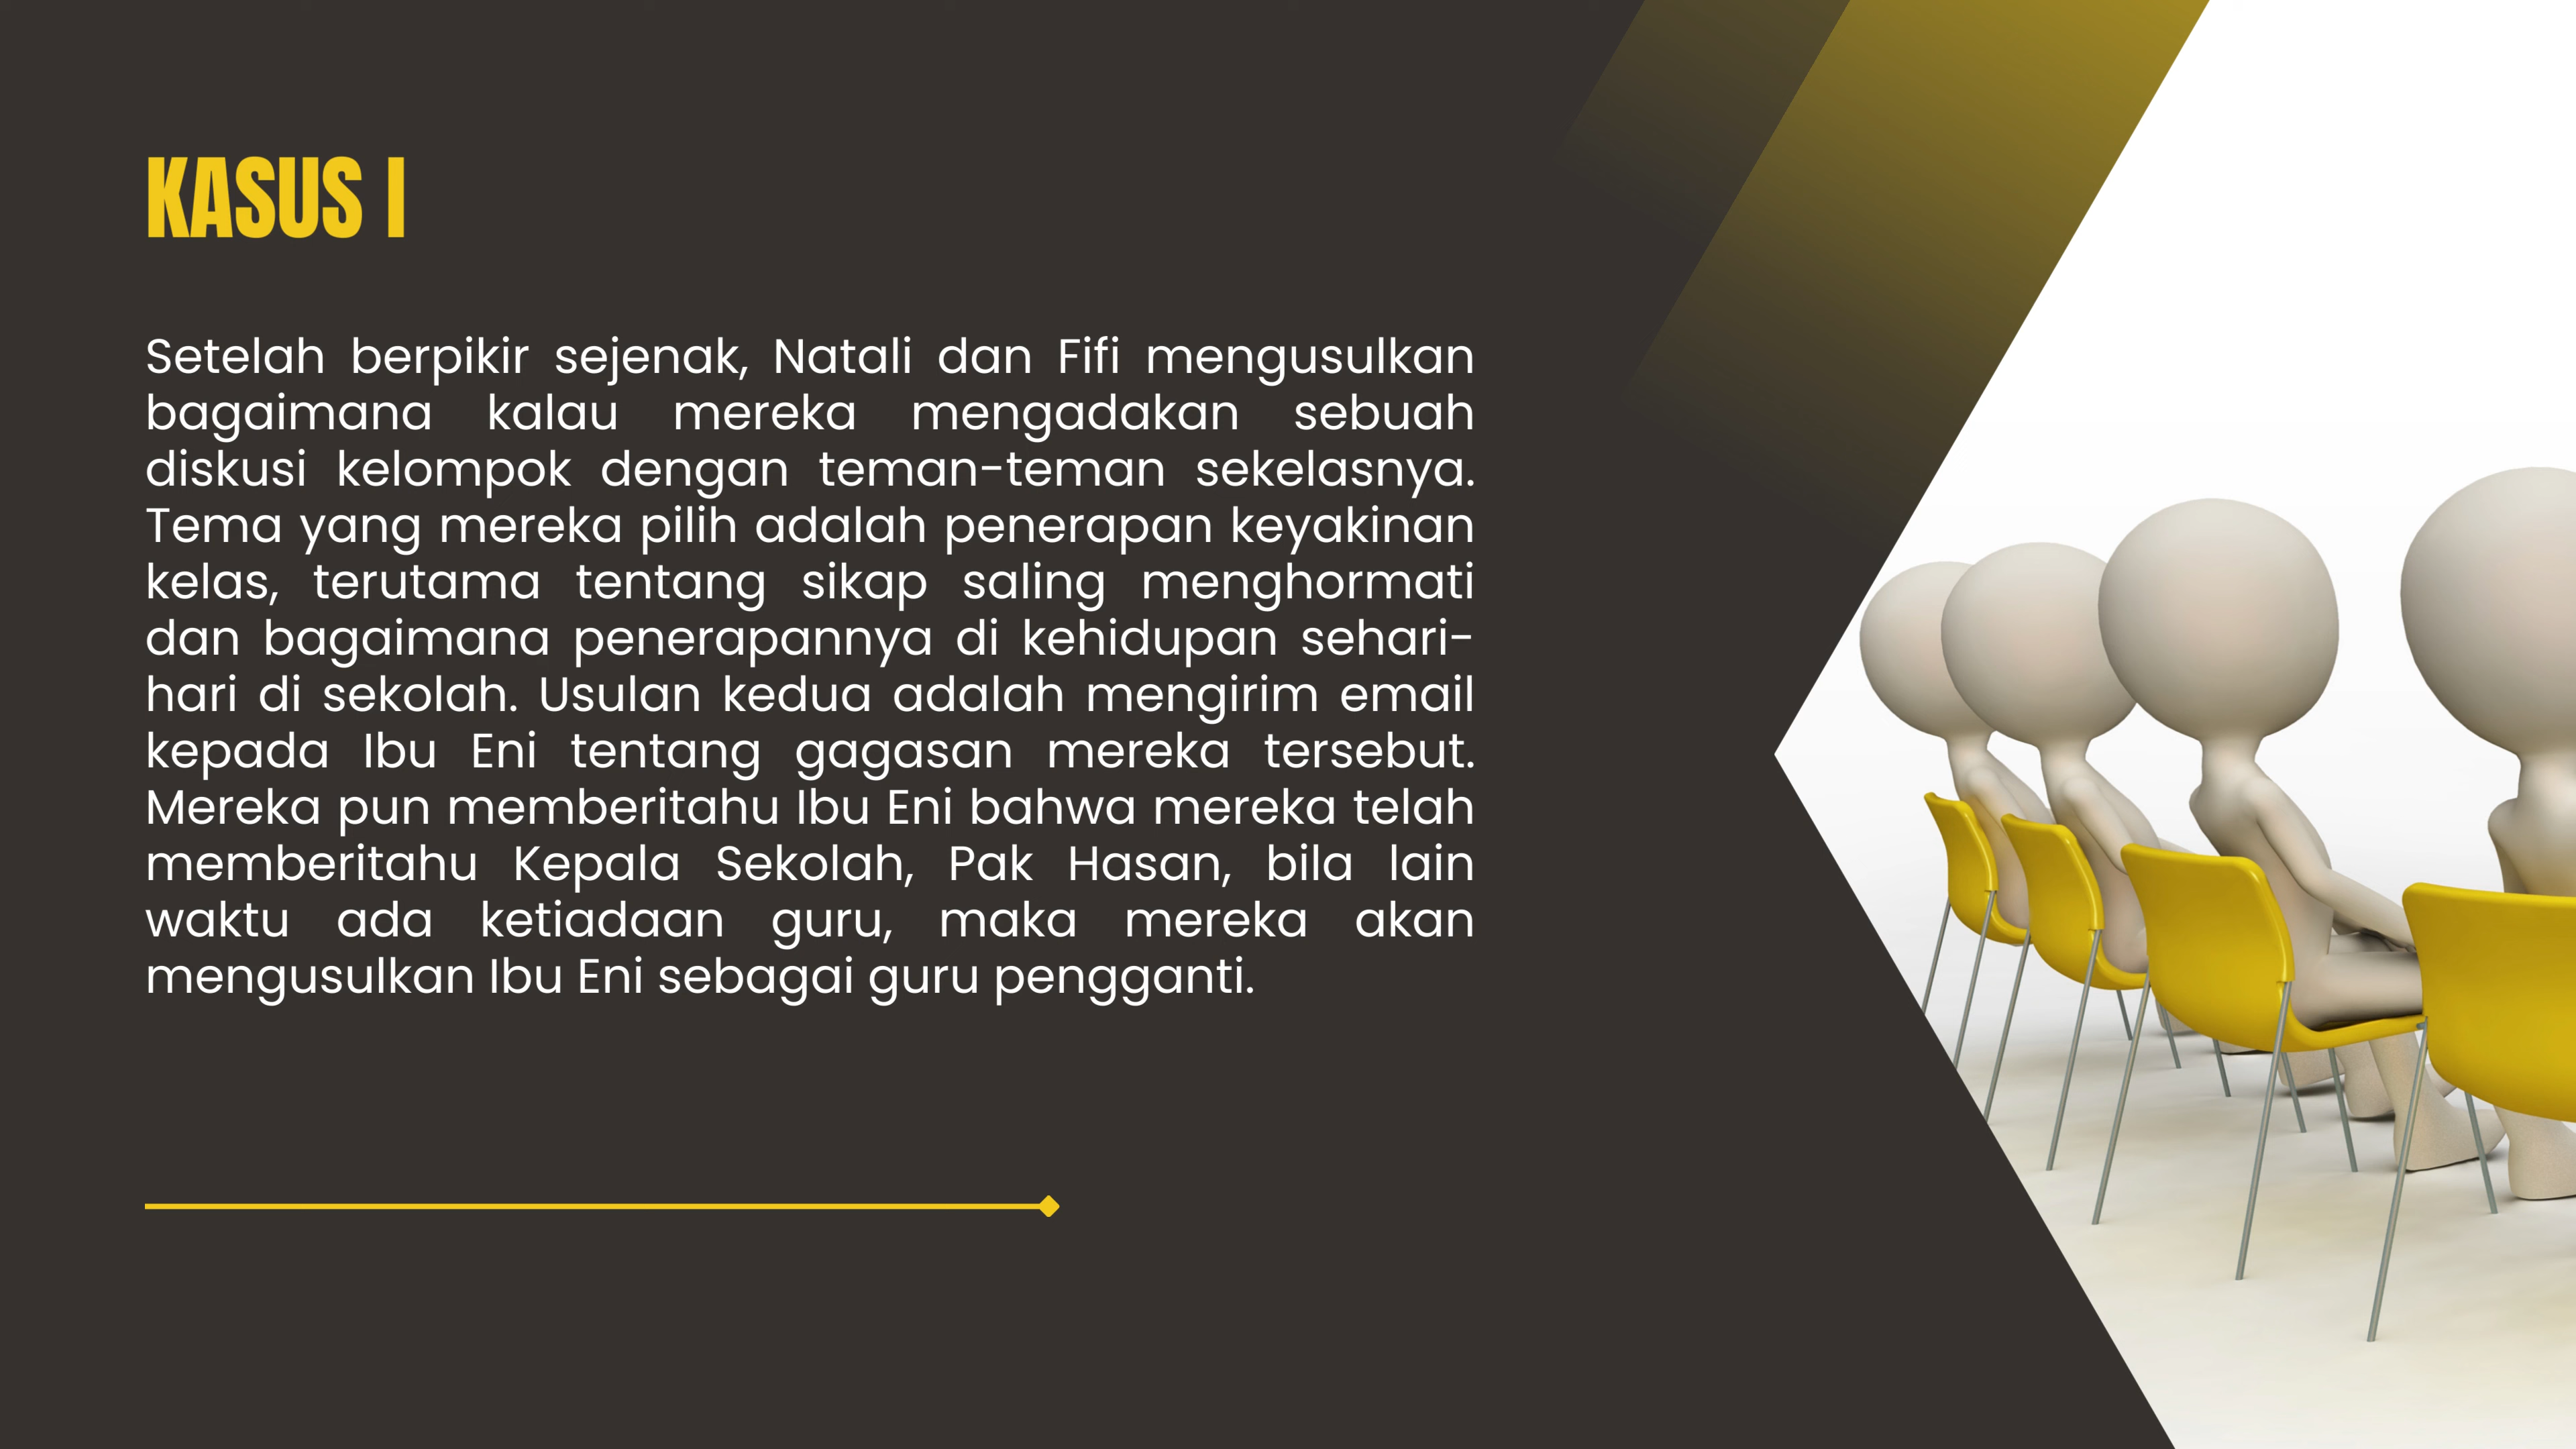 KASUS I
Setelah berpikir sejenak, Natali dan Fifi mengusulkan
bagaimana kalau mereka mengadakan sebuah
diskusi kelompok dengan teman-teman sekelasnya.
Tema yang mereka pilih adalah penerapan keyakinan
kelas, terutama tentang sikap saling menghormati
dan bagaimana penerapannya di kehidupan sehari-
hari di sekolah. Usulan kedua adalah mengirim email
kepada Ibu Eni tentang gagasan mereka tersebut.
Mereka pun memberitahu Ibu Eni bahwa mereka telah
memberitahu Kepala Sekolah, Pak Hasan, bila lain
waktu ada ketiadaan guru, maka mereka akan
mengusulkan Ibu Eni sebagai guru pengganti.